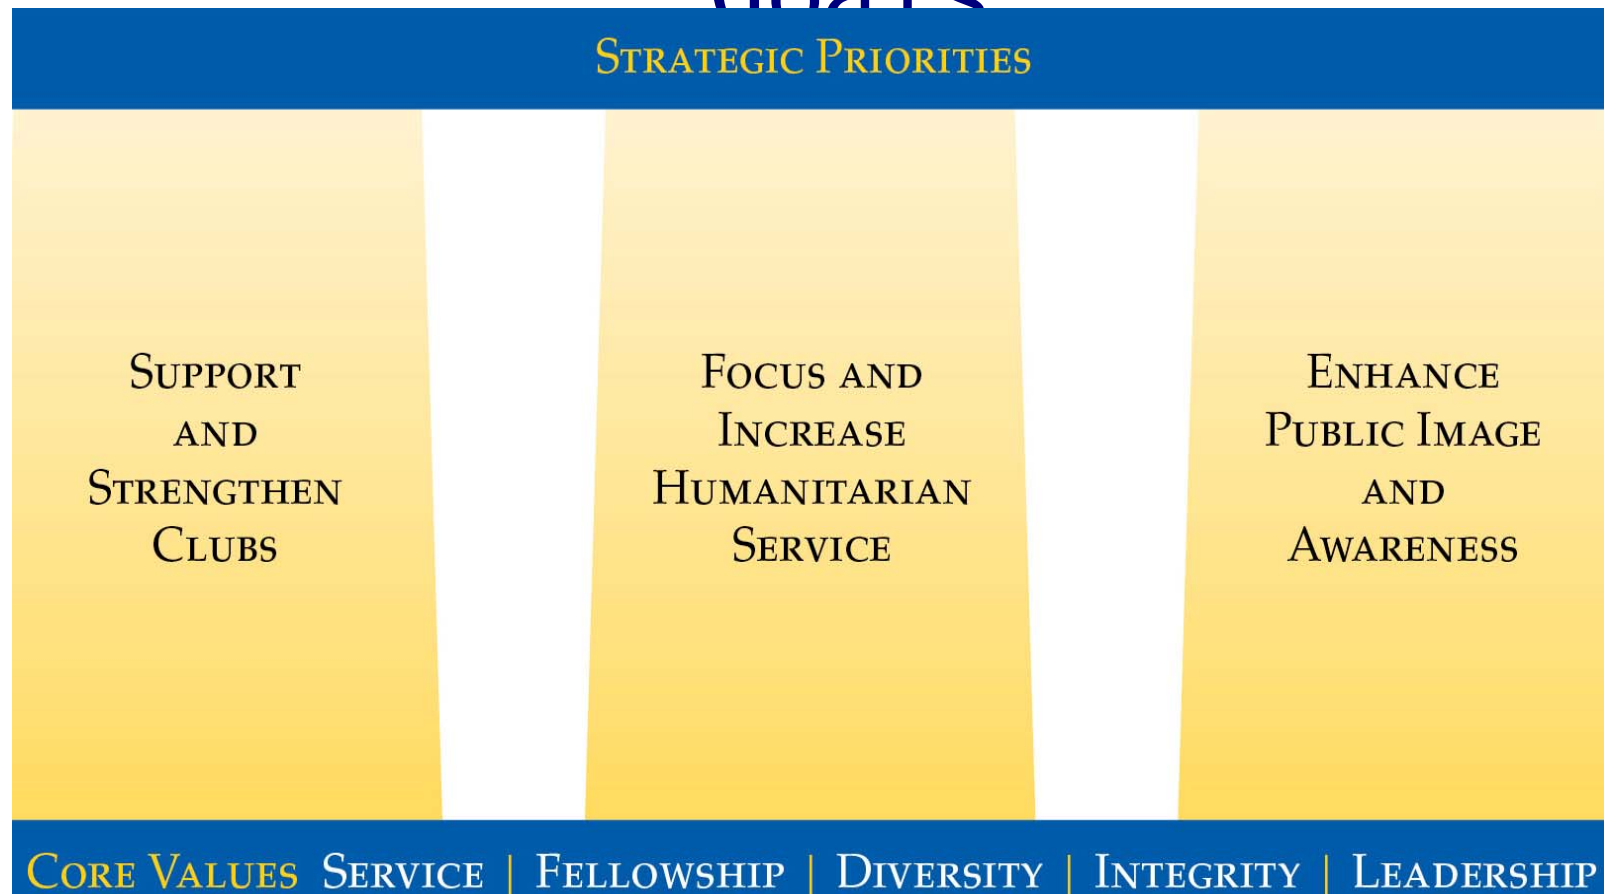 Strategic Priorities
Support
and
Strengthen
Clubs
Focus and
Increase
Humanitarian
Service
Enhance
Public Image
and
Awareness
Core Values Service | Fellowship | Diversity | Integrity | Leadership